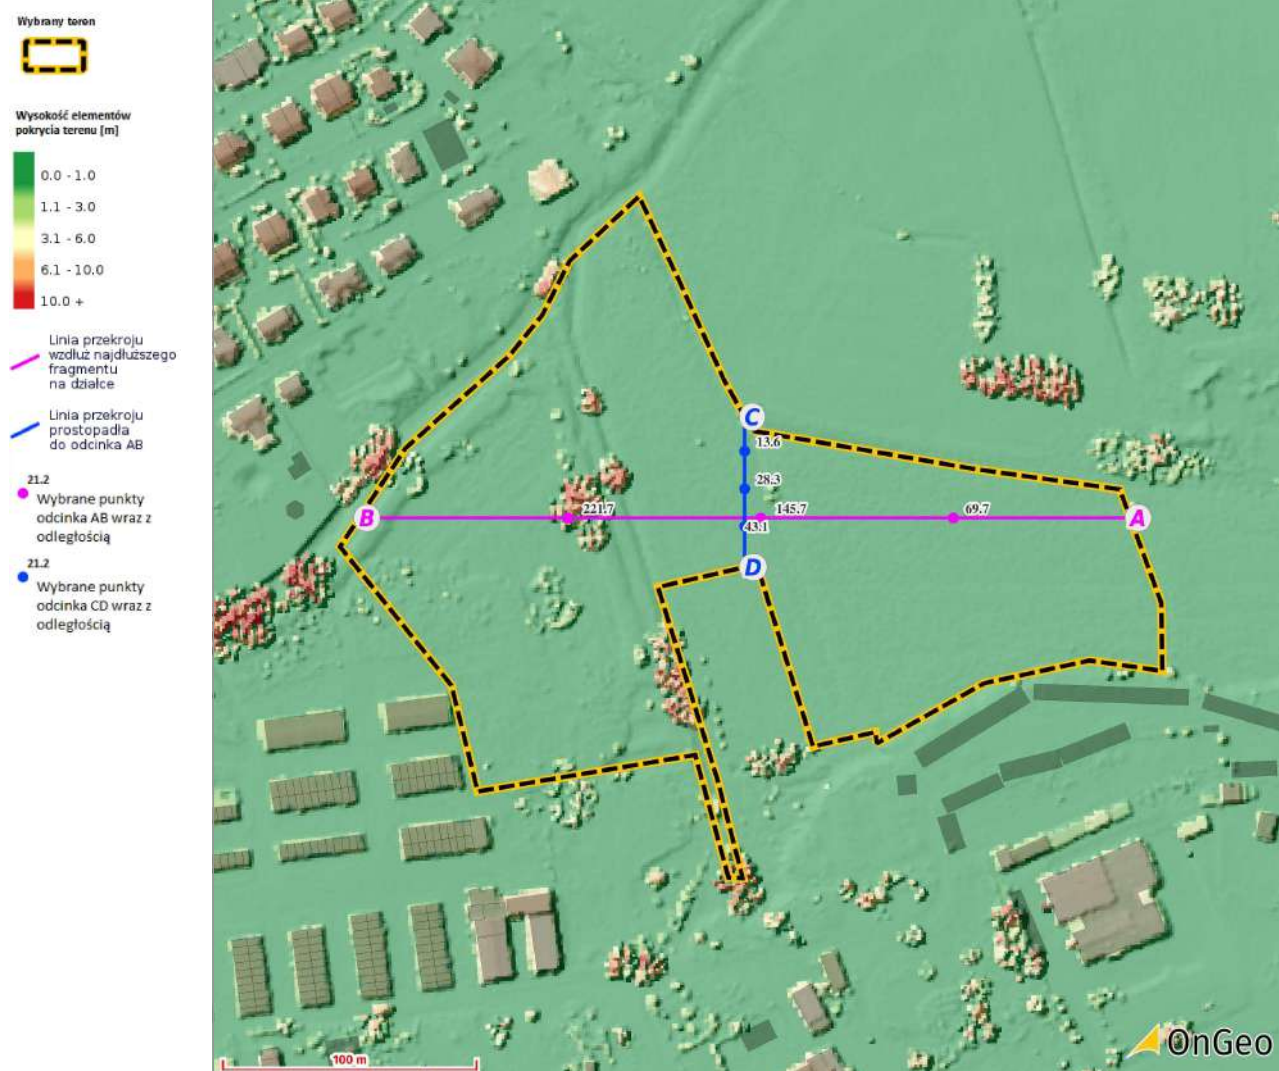 Wybrany teren
Wysokość elementów
pokrycia terenu [m]
0.0 - 1.0
1.1 - 3.0
3.1 - 6.0
6.1 - 10.0
10.0 +
Linia przekroju
wzdłuż najdłuższego
fragmentu
na działce
Linia przekroju
prostopadła
do odcinka AB
21.2
Wybrane punkty
odcinka AB wraz z
odległością
21.2
Wybrane punkty
odcinka CD wraz z
odległością
C
13.6
28.3
B
221.7
145.7
69.7
A
43.1
D
100 m
OnGeo